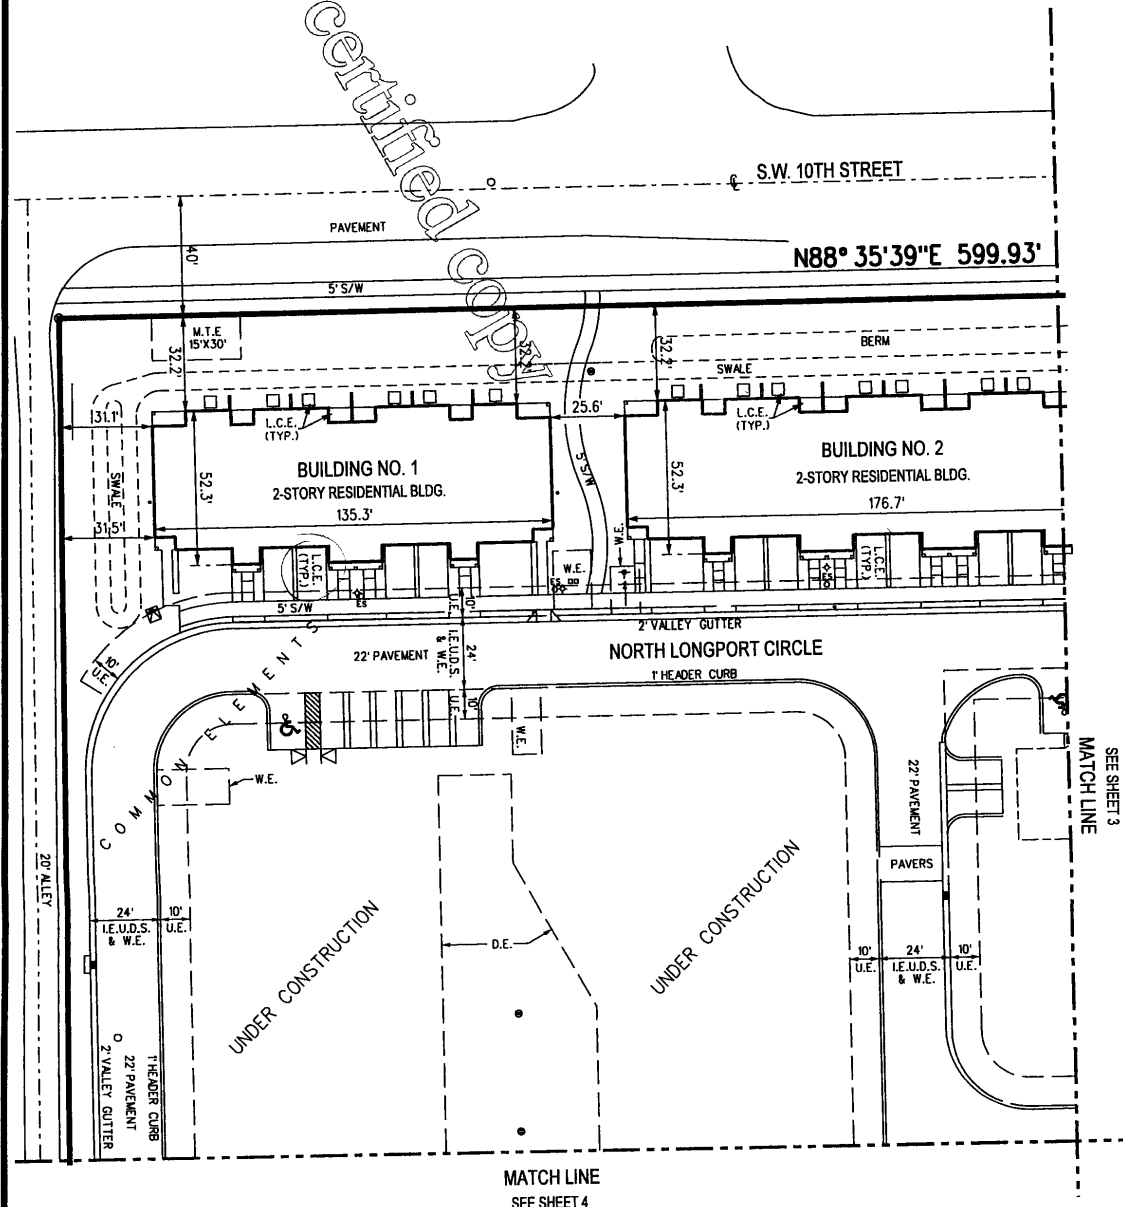 certified copy
S.W. 10TH STREET
PAVEMENT
40'
N88° 35'39"E 599.93'
5' S/W
M.T.E
15'X30'
32.2'
32.2'
32.2'
BERM
SWALE
31.1'
L.C.E.
(TYP.)
25.6'
L.C.E.
(TYP.)
BUILDING NO. 1
2-STORY RESIDENTIAL BLDG.
52.3'
135.3'
5' S/W
BUILDING NO. 2
2-STORY RESIDENTIAL BLDG.
52.3'
176.7'
SWALE
31.5'
L.C.E.
(TYP.)
W.E.
W.E.
L.C.E.
(TYP.)
ES
ES
ES
5' S/W
10'
U.E.
2' VALLEY GUTTER
22' PAVEMENT
24'
I.E.U.D.S.
& W.E.
NORTH LONGPORT CIRCLE
1' HEADER CURB
10'
U.E.
10'
U.E.
COMMON ELEMENTS
W.E.
W.E.
22' PAVEMENT
PAVERS
SEE SHEET 3
MATCH LINE
20' ALLEY
24'
I.E.U.D.S.
& W.E.
10'
U.E.
UNDER CONSTRUCTION
D.E.
UNDER CONSTRUCTION
10'
U.E.
24'
I.E.U.D.S.
& W.E.
10'
U.E.
1' HEADER CURB
22' PAVEMENT
2' VALLEY GUTTER
MATCH LINE
SEE SHEET 4